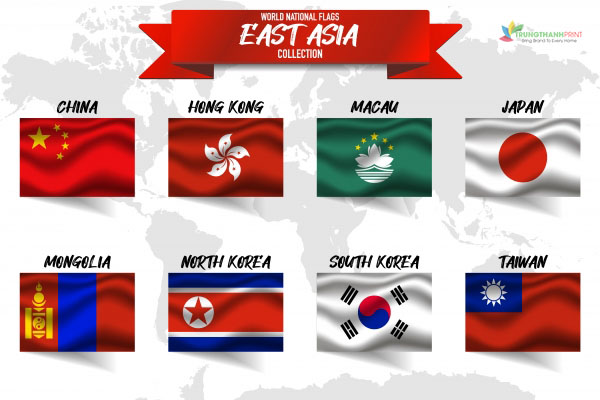 WORLD NATIONAL FLAGS
EAST ASIA
COLLECTION
TRUNGTHANHPRINT
Bring Brand To Every Home
CHINA
HONG KONG
MACAU
JAPAN
MONGOLIA
NORTH KOREA
SOUTH KOREA
TAIWAN